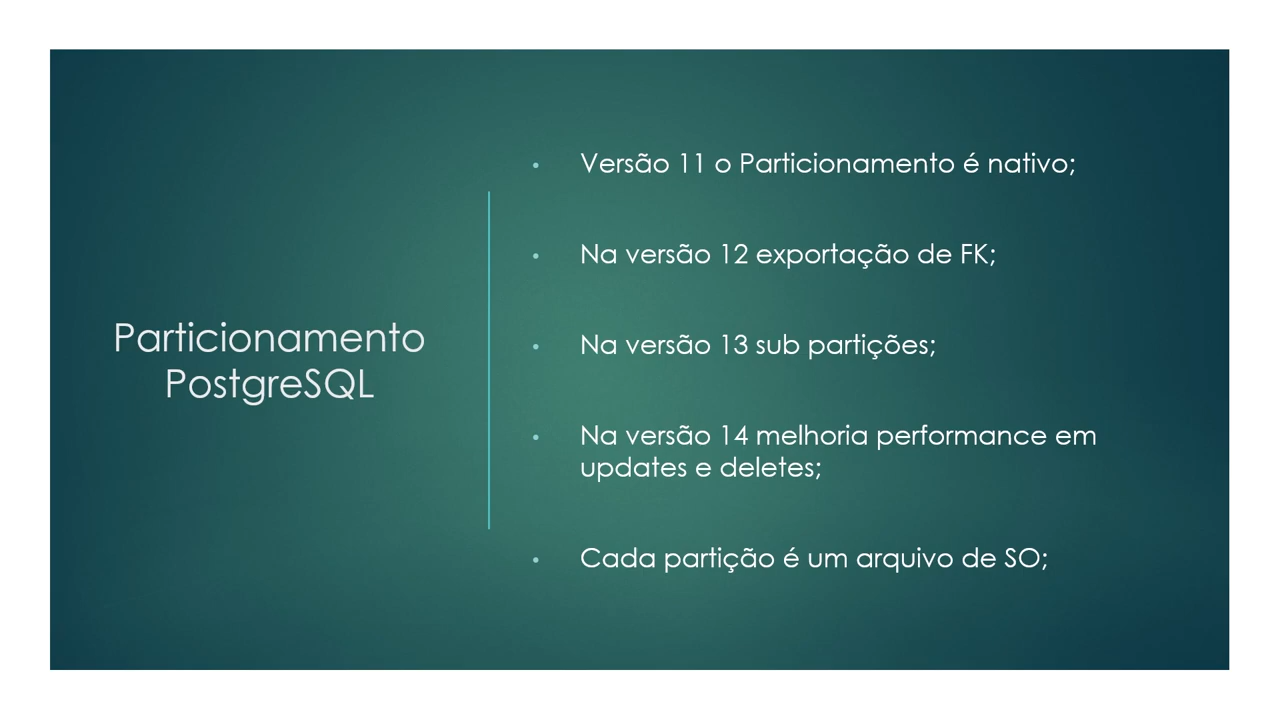 Particionamento
PostgreSQL
• Versão 11 o Particionamento é nativo;
• Na versão 12 exportação de FK;
• Na versão 13 sub partições;
• Na versão 14 melhoria performance em
updates e deletes;
• Cada partição é um arquivo de SO;